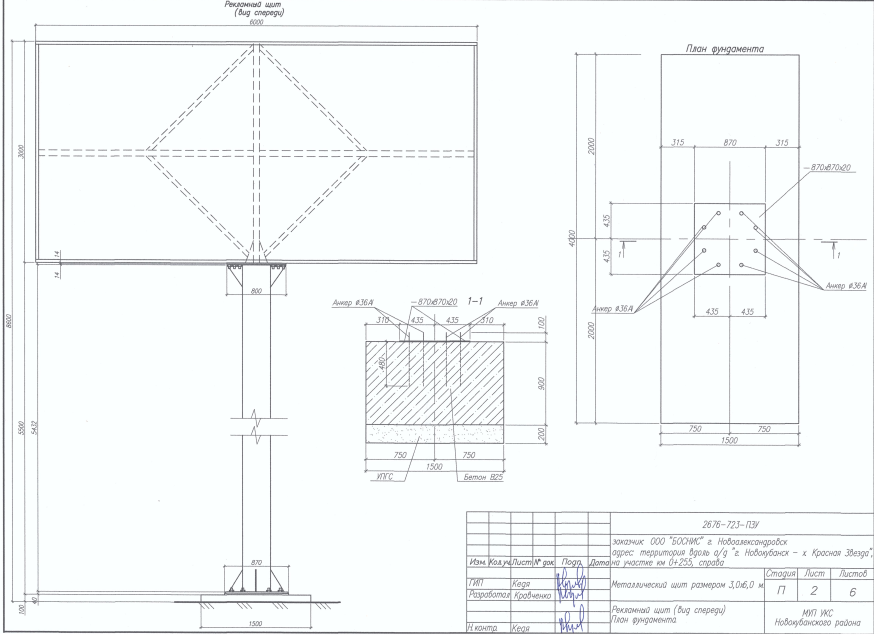 Рекламный щит
(вид спереди)
6000
3000
14
14
800
8600
5500
5432
870
40
100
1500
План фундамента
2000
315
870
315
-870х870х20
4000
435
435
1
1
Анкер ø36АI
Анкер ø36АI
435
435
2000
750
750
1500
Анкер ø36АI
-870х870х20
1-1
Анкер ø36АI
310
435
435
310
100
480
900
200
750
750
1500
УПГС
Бетон В25
2676-723-ПЗУ
заказчик: ООО "БОСНИС" г. Новоалександровск
адрес: территория вдоль а/д "г. Новокубанск - х. Красная Звезда",
на участке км 0+255, справа
Изм. Кол.уч Лист № док Подп. Дата
ГИП Кедя
Разработал Кравченко
Н.контр. Кедя
Металлический щит размером 3,0х6,0 м.
Стадия Лист Листов
П 2 6
Рекламный щит (вид спереди)
План фундамента
МУП УКС
Новокубанского района